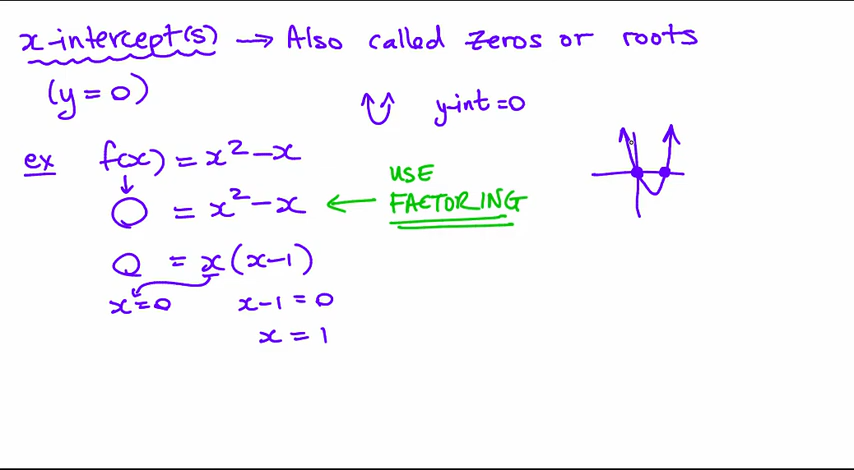 x-intercept(s) → Also called zeros or roots
(y = 0)
y-int = 0
ex f(x) = x² - x
0 = x² - x ← USE FACTORING
0 = x(x - 1)
x = 0 x - 1 = 0
x = 1